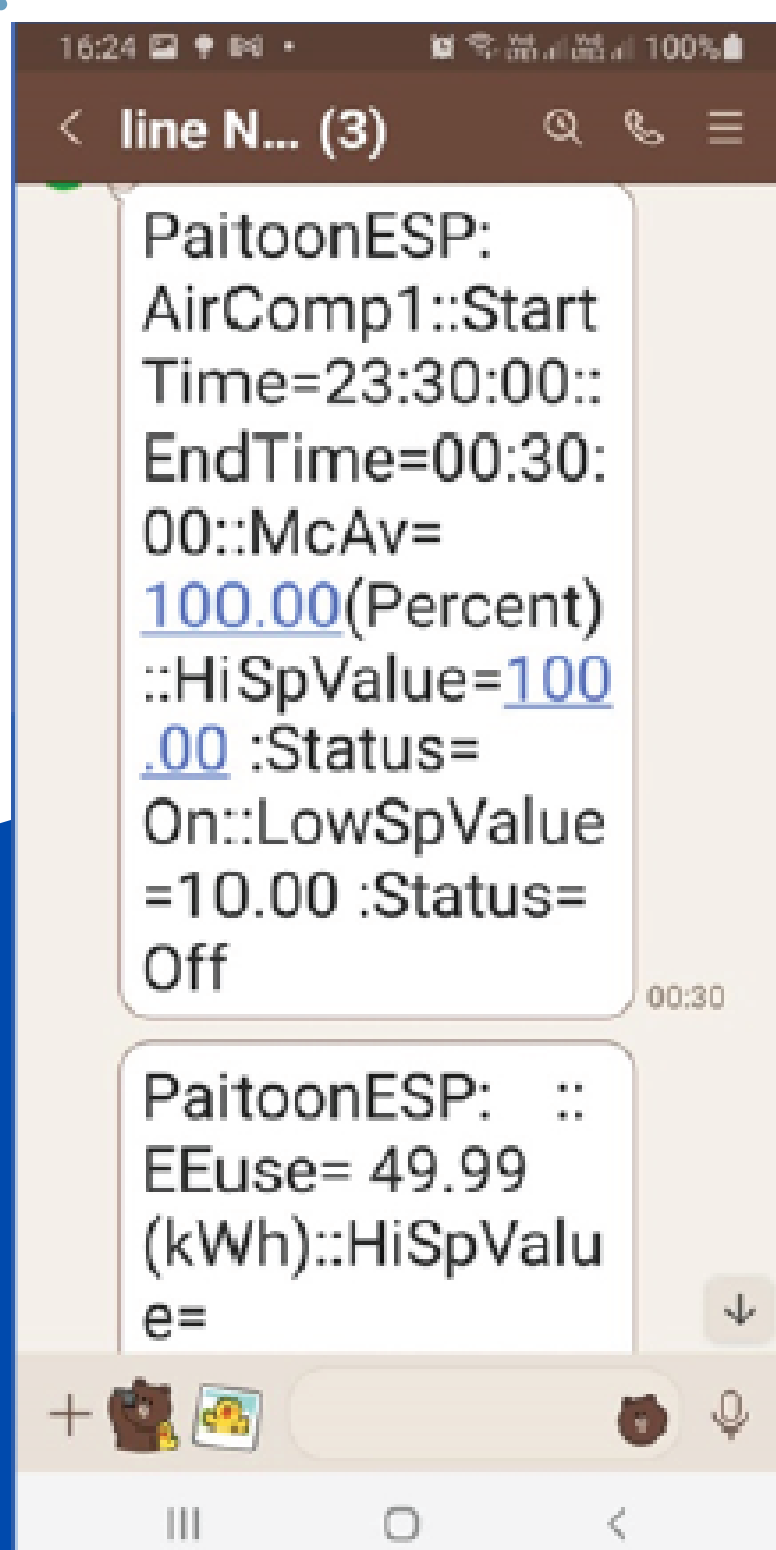 16:24 100%
line N... (3)
PaitoonESP:
AirComp1::Start
Time=23:30:00::
EndTime=00:30:
00::McAv=
100.00(Percent)
::HiSpValue=100
.00 :Status=
On::LowSpValue
=10.00 :Status=
Off
00:30
PaitoonESP: ::
EEuse= 49.99
(kWh)::HiSpValu
e=